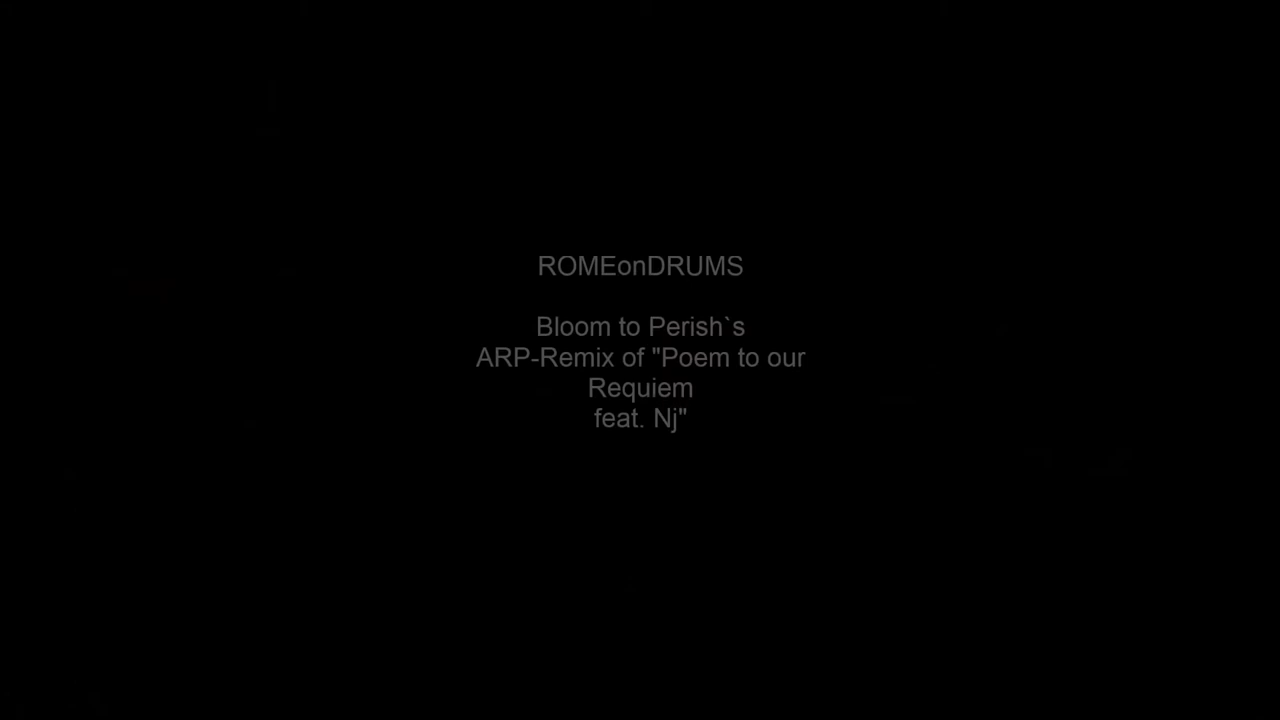 ROMEonDRUMS
Bloom to Perish`s
ARP-Remix of "Poem to our
Requiem
feat. Nj"